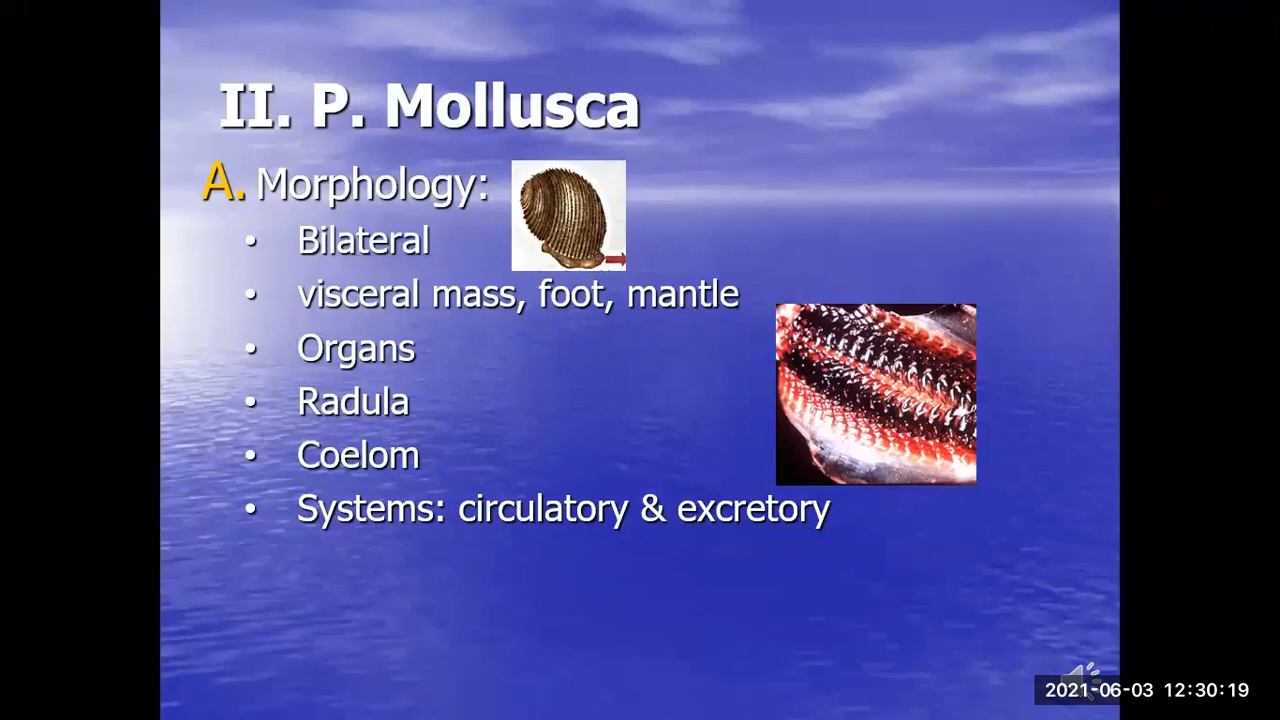 II. P. Mollusca
A. Morphology:
• Bilateral
• visceral mass, foot, mantle
• Organs
• Radula
• Coelom
• Systems: circulatory & excretory
2021-06-03 12:30:19